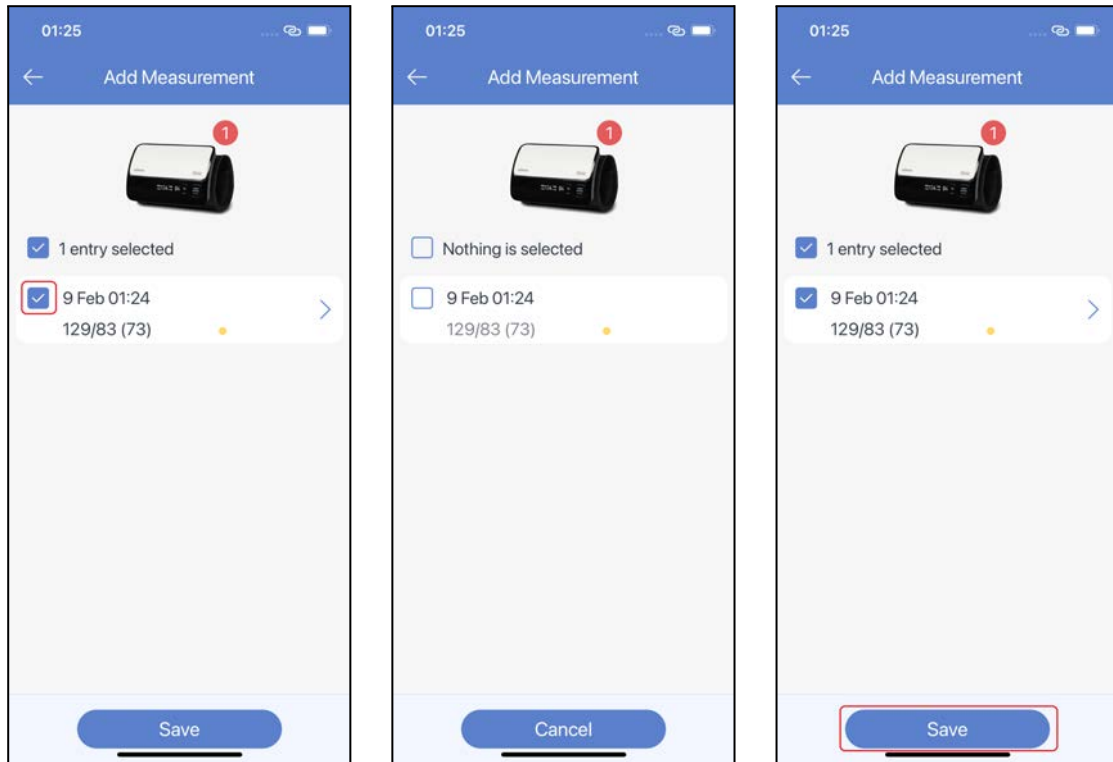 01:25
Add Measurement
1
1 entry selected
9 Feb 01:24
129/83 (73)
Save
01:25
Add Measurement
1
Nothing is selected
9 Feb 01:24
129/83 (73)
Cancel
01:25
Add Measurement
1
1 entry selected
9 Feb 01:24
129/83 (73)
Save